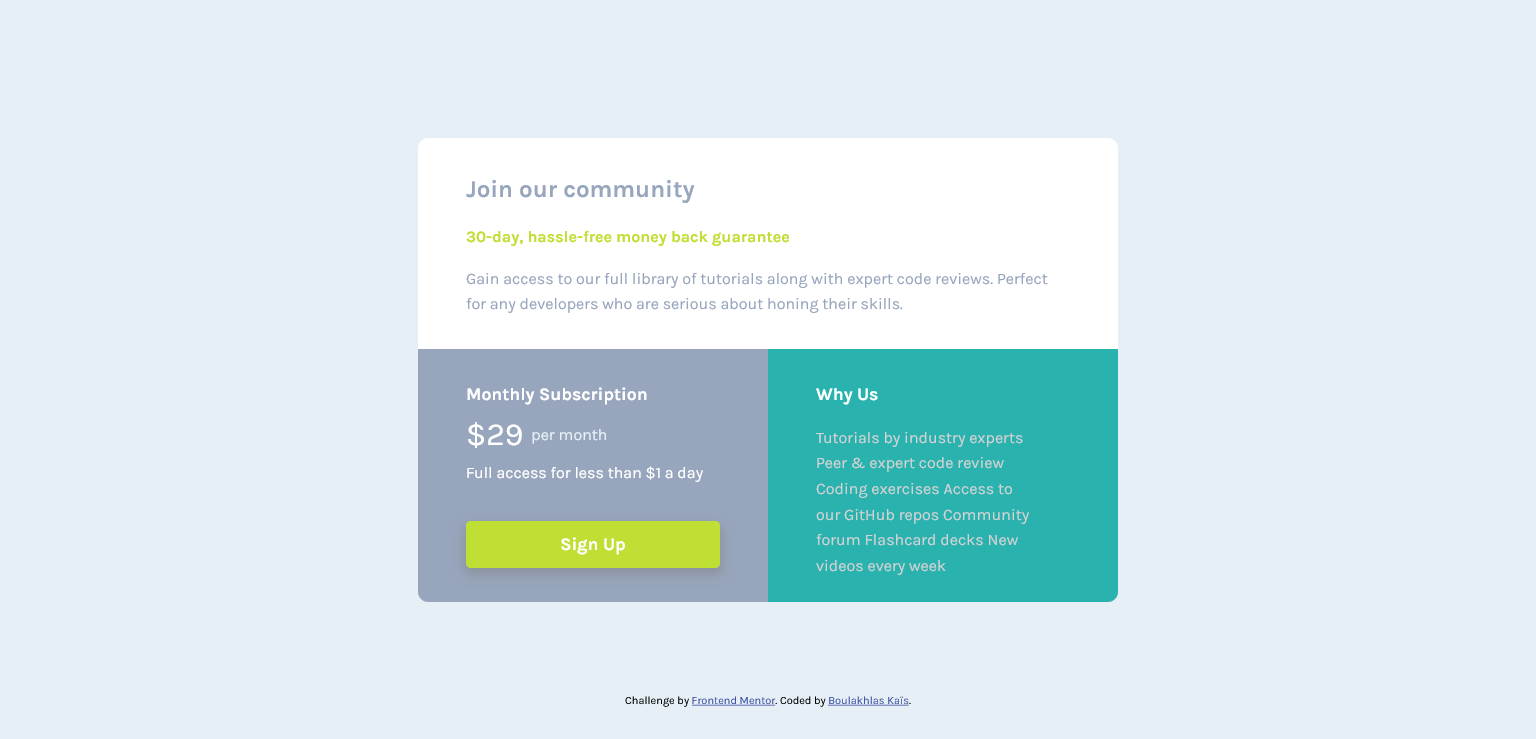 Join our community
30-day, hassle-free money back guarantee
Gain access to our full library of tutorials along with expert code reviews. Perfect
for any developers who are serious about honing their skills.
Monthly Subscription
$29 per month
Full access for less than $1 a day
Sign Up
Why Us
Tutorials by industry experts
Peer & expert code review
Coding exercises Access to
our GitHub repos Community
forum Flashcard decks New
videos every week
Challenge by Frontend Mentor. Coded by Boulakhlas Kaïs.